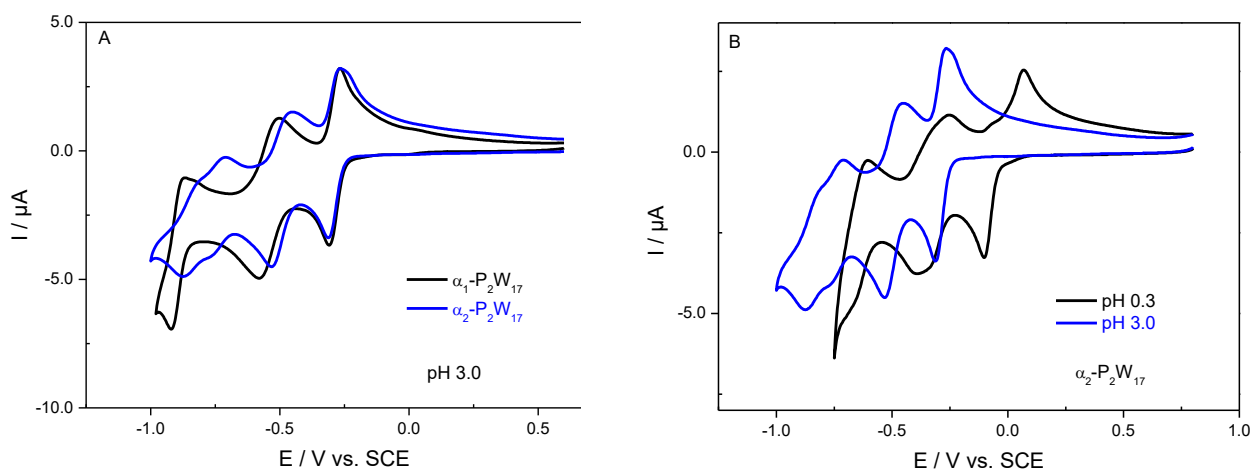 A
5.0
0.0
-5.0
-10.0
I / µA
-1.0 -0.5 0.0 0.5
E / V vs. SCE
α₁-P₂W₁₇
α₂-P₂W₁₇
pH 3.0
B
0.0
-5.0
I / µA
-1.0 -0.5 0.0 0.5 1.0
E / V vs. SCE
pH 0.3
pH 3.0
α₂-P₂W₁₇